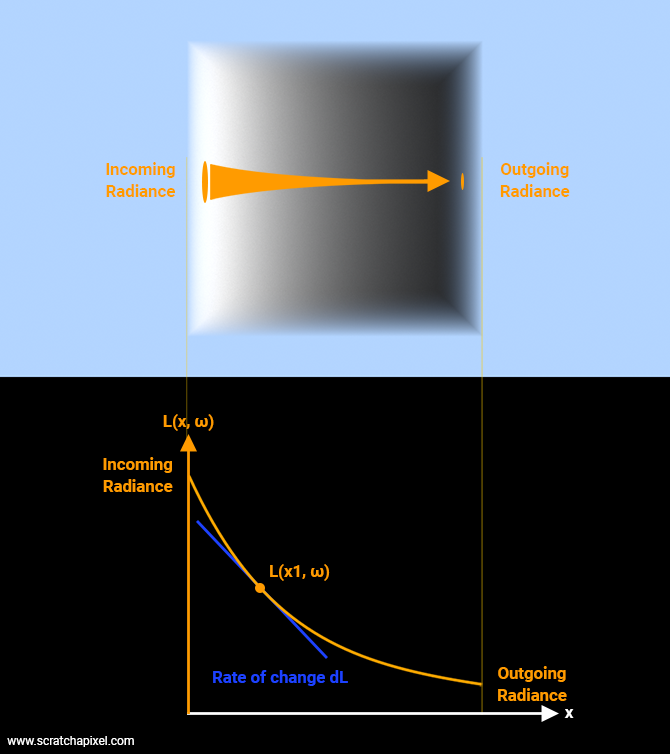 Incoming
Radiance
Outgoing
Radiance
L(x, ω)
Incoming
Radiance
L(x1, ω)
Rate of change dL
Outgoing
Radiance
x
www.scratchapixel.com